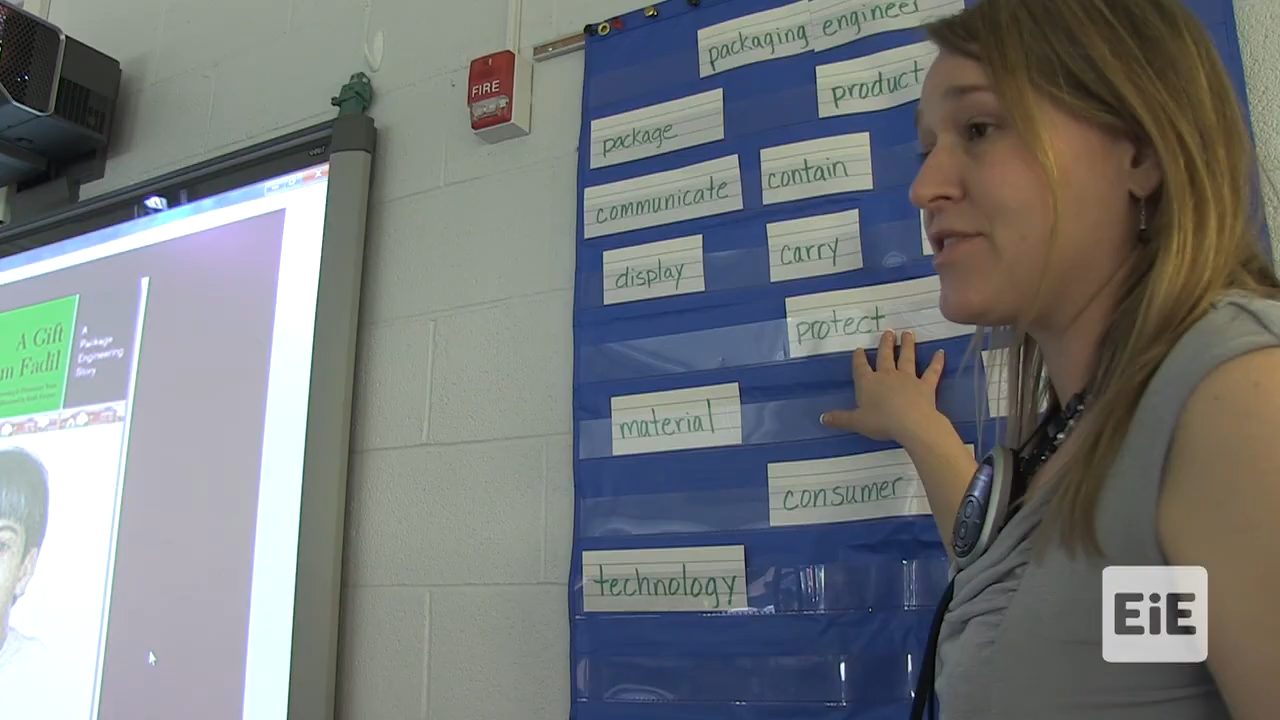 packaging engineer
product
package
communicate
contain
display
carry
protect
material
consumer
technology
FIRE
A Gift
m Fadil
A
Package
Engineering
Story
EiE